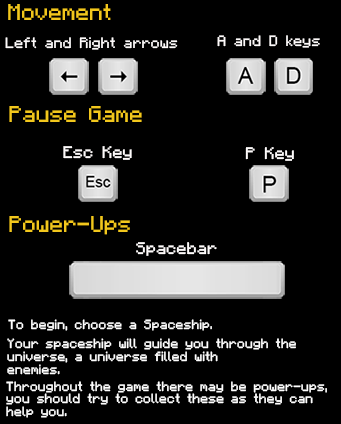 Movement
Left and Right arrows A and D keys
← → A D
Pause Game
Esc Key P Key
Esc P
Power-Ups
Spacebar
To begin, choose a Spaceship.
Your spaceship will guide you through the
universe, a universe filled with
enemies.
Throughout the game there may be power-ups,
you should try to collect these as they can
help you.